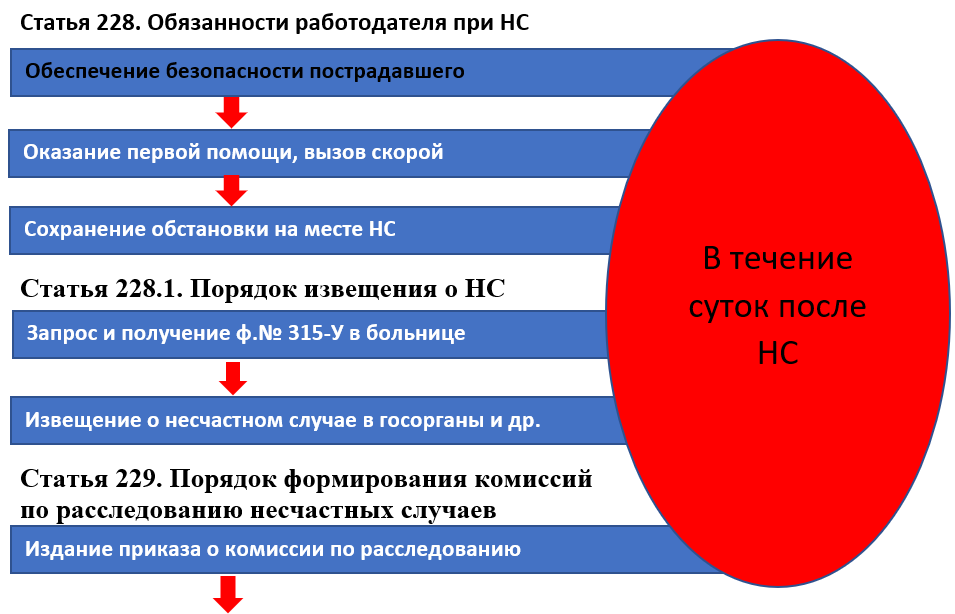 Статья 228. Обязанности работодателя при НС
Обеспечение безопасности пострадавшего
Оказание первой помощи, вызов скорой
Сохранение обстановки на месте НС
Статья 228.1. Порядок извещения о НС
Запрос и получение ф.№ 315-У в больнице
Извещение о несчастном случае в госорганы и др.
Статья 229. Порядок формирования комиссий
по расследованию несчастных случаев
Издание приказа о комиссии по расследованию
В течение
суток после
НС